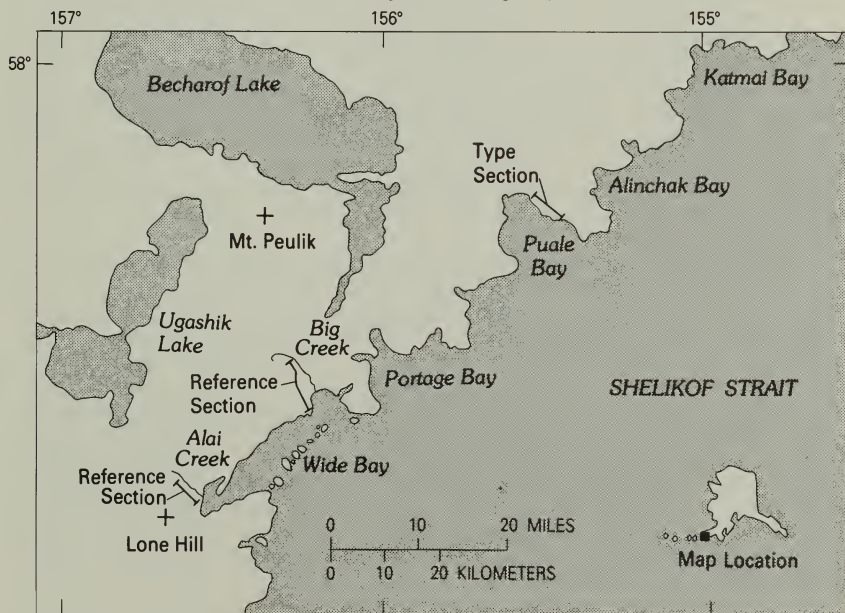 157°
156°
155°
58°
Becharof Lake
Katmai Bay
Type
Section
Alinchak Bay
Mt. Peulik
Puale
Bay
Ugashik
Lake
Big
Creek
Reference
Section
Portage Bay
SHELIKOF STRAIT
Alai
Creek
Wide Bay
Reference
Section
Lone Hill
0 10 20 MILES
0 10 20 KILOMETERS
Map Location